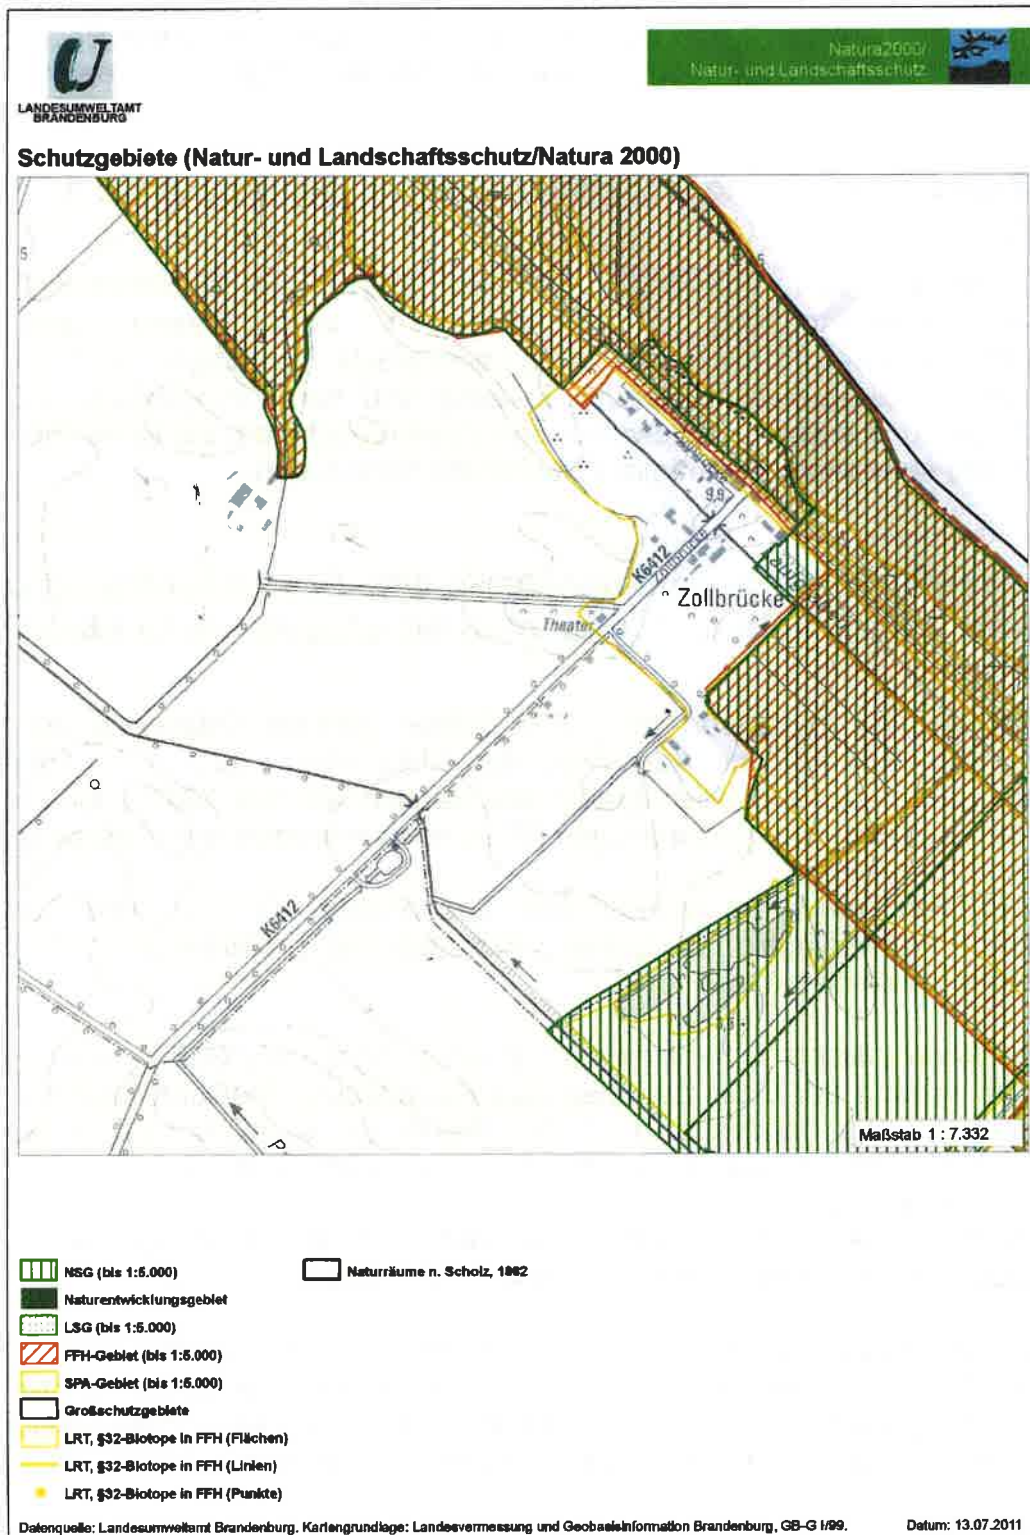 LANDESUMWELTAMT
BRANDENBURG
Natura2000/
Natur- und Landschaftsschutz
Schutzgebiete (Natur- und Landschaftsschutz/Natura 2000)
9,9
K6412
Zollbrücke
Zollbrücke
Theater
K6412
P
Maßstab 1 : 7.332
NSG (bis 1:5.000)
Naturräume n. Scholz, 1962
Naturentwicklungsgebiet
LSG (bis 1:5.000)
FFH-Gebiet (bis 1:5.000)
SPA-Gebiet (bis 1:5.000)
Großschutzgebiete
LRT, §32-Biotope in FFH (Flächen)
LRT, §32-Biotope in FFH (Linien)
LRT, §32-Biotope in FFH (Punkte)
Datenquelle: Landesumweltamt Brandenburg, Kartengrundlage: Landesvermessung und Geobasisinformation Brandenburg, GB-G I/99,
Datum: 13.07.2011